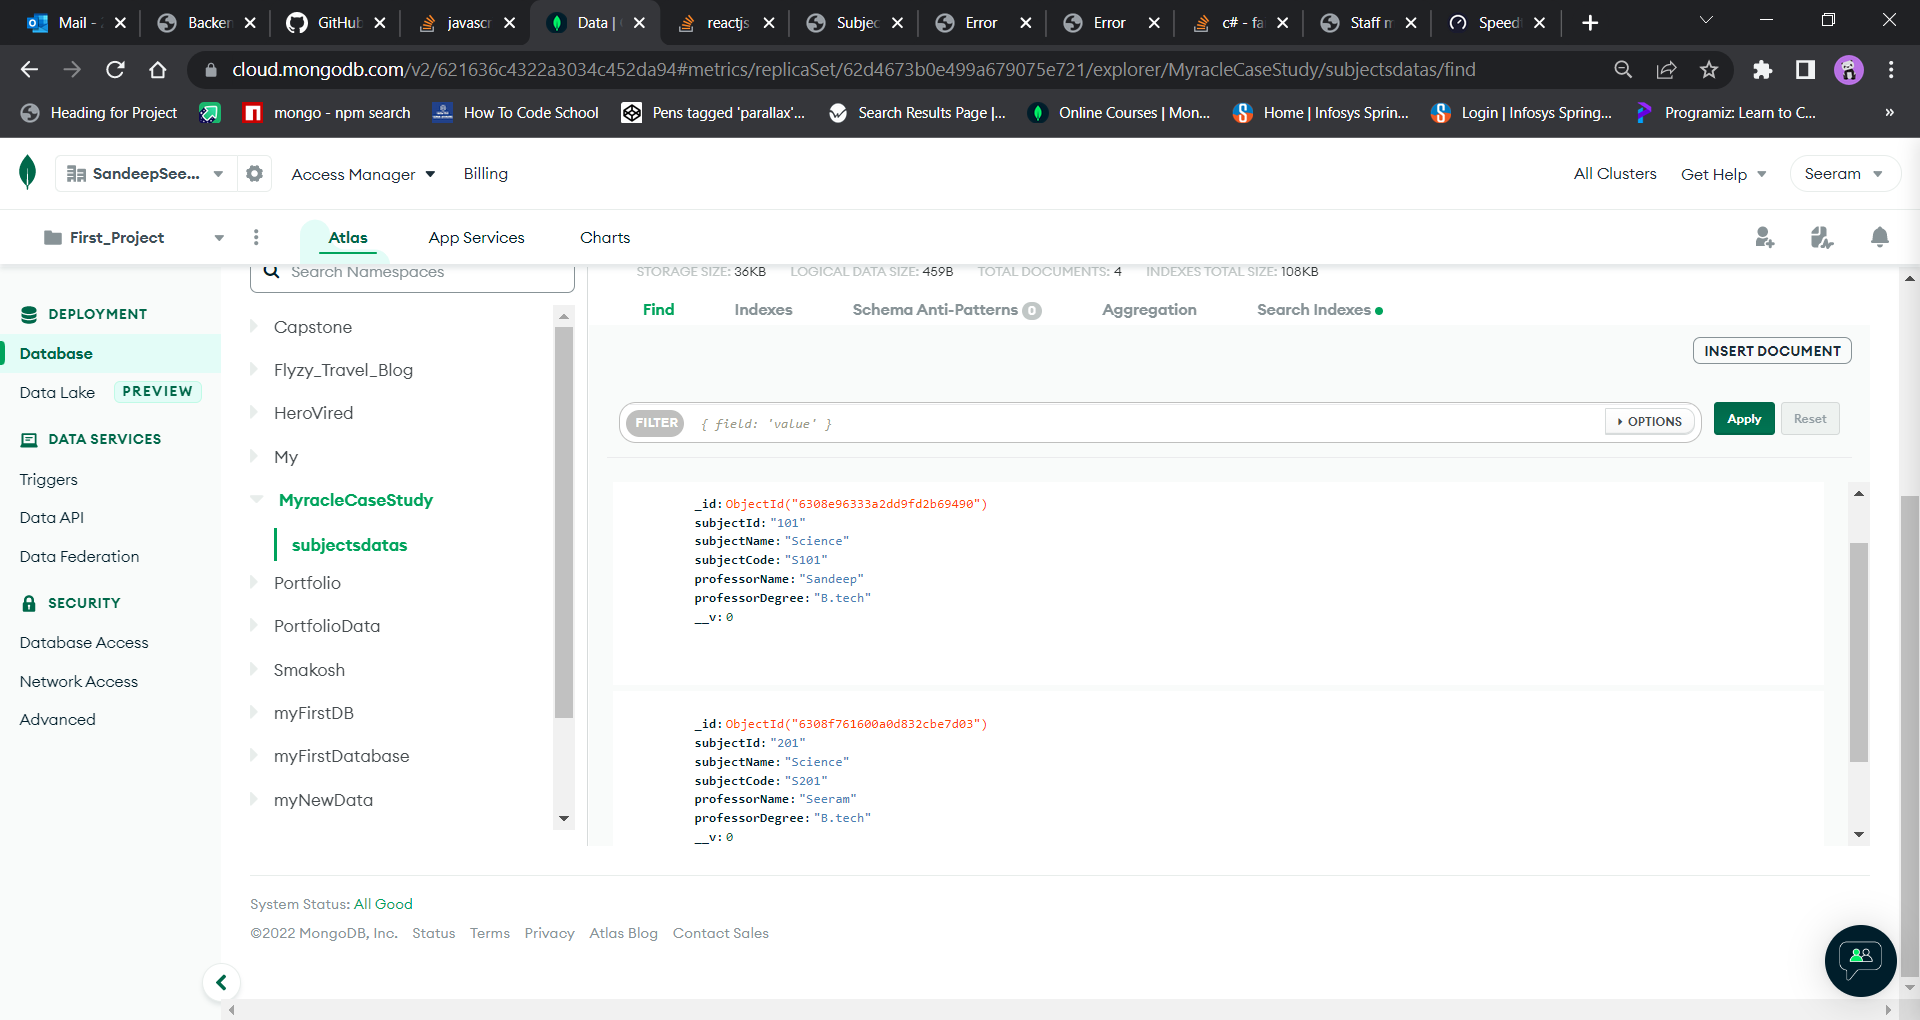 Mail - Z
Backen
GitHub
javascr
Data | C
reactjs
Subjec
Error
Error
c# - fa
Staff m
Speed
cloud.mongodb.com/v2/621636c4322a3034c452da94#metrics/replicaSet/62d4673b0e499a679075e721/explorer/MyracleCaseStudy/subjectsdatas/find
Heading for Project
mongo - npm search
How To Code School
Pens tagged 'parallax'...
Search Results Page |...
Online Courses | Mon...
Home | Infosys Sprin...
Login | Infosys Spring...
Programiz: Learn to C...
»
SandeepSee...
Access Manager
Billing
All Clusters
Get Help
Seeram
First_Project
Atlas
App Services
Charts
DEPLOYMENT
Database
Data Lake PREVIEW
DATA SERVICES
Triggers
Data API
Data Federation
SECURITY
Database Access
Network Access
Advanced
Search Namespaces
Capstone
Flyzy_Travel_Blog
HeroVired
My
MyracleCaseStudy
subjectsdatas
Portfolio
PortfolioData
Smakosh
myFirstDB
myFirstDatabase
myNewData
STORAGE SIZE: 36KB LOGICAL DATA SIZE: 459B TOTAL DOCUMENTS: 4 INDEXES TOTAL SIZE: 108KB
Find
Indexes
Schema Anti-Patterns 0
Aggregation
Search Indexes
INSERT DOCUMENT
FILTER { field: 'value' }
OPTIONS
Apply
Reset
_id: ObjectId("6308e96333a2dd9fd2b69490")
subjectId: "101"
subjectName: "Science"
subjectCode: "S101"
professorName: "Sandeep"
professorDegree: "B.tech"
__v: 0
_id: ObjectId("6308f761600a0d832cbe7d03")
subjectId: "201"
subjectName: "Science"
subjectCode: "S201"
professorName: "Seeram"
professorDegree: "B.tech"
__v: 0
System Status: All Good
©2022 MongoDB, Inc. Status Terms Privacy Atlas Blog Contact Sales